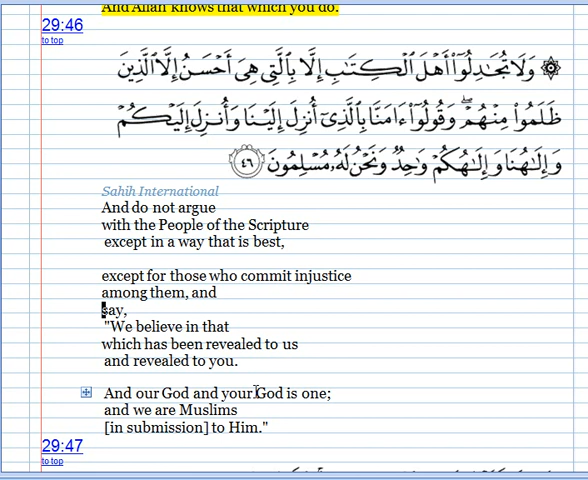 And Allah knows that which you do.
29:46
to top
۞ وَلَا تُجَٰدِلُوٓا۟ أَهْلَ ٱلْكِتَٰبِ إِلَّا بِٱلَّتِى هِىَ أَحْسَنُ إِلَّا ٱلَّذِينَ
ظَلَمُوا۟ مِنْهُمْ ۖ وَقُولُوٓا۟ ءَامَنَّا بِٱلَّذِىٓ أُنزِلَ إِلَيْنَا وَأُنزِلَ إِلَيْكُمْ
وَإِلَٰهُنَا وَإِلَٰهُكُمْ وَٰحِدٌ وَنَحْنُ لَهُۥ مُسْلِمُونَ ٤٦
Sahih International
And do not argue
with the People of the Scripture
except in a way that is best,
except for those who commit injustice
among them, and
say,
"We believe in that
which has been revealed to us
and revealed to you.
And our God and your God is one;
and we are Muslims
[in submission] to Him."
29:47
to top